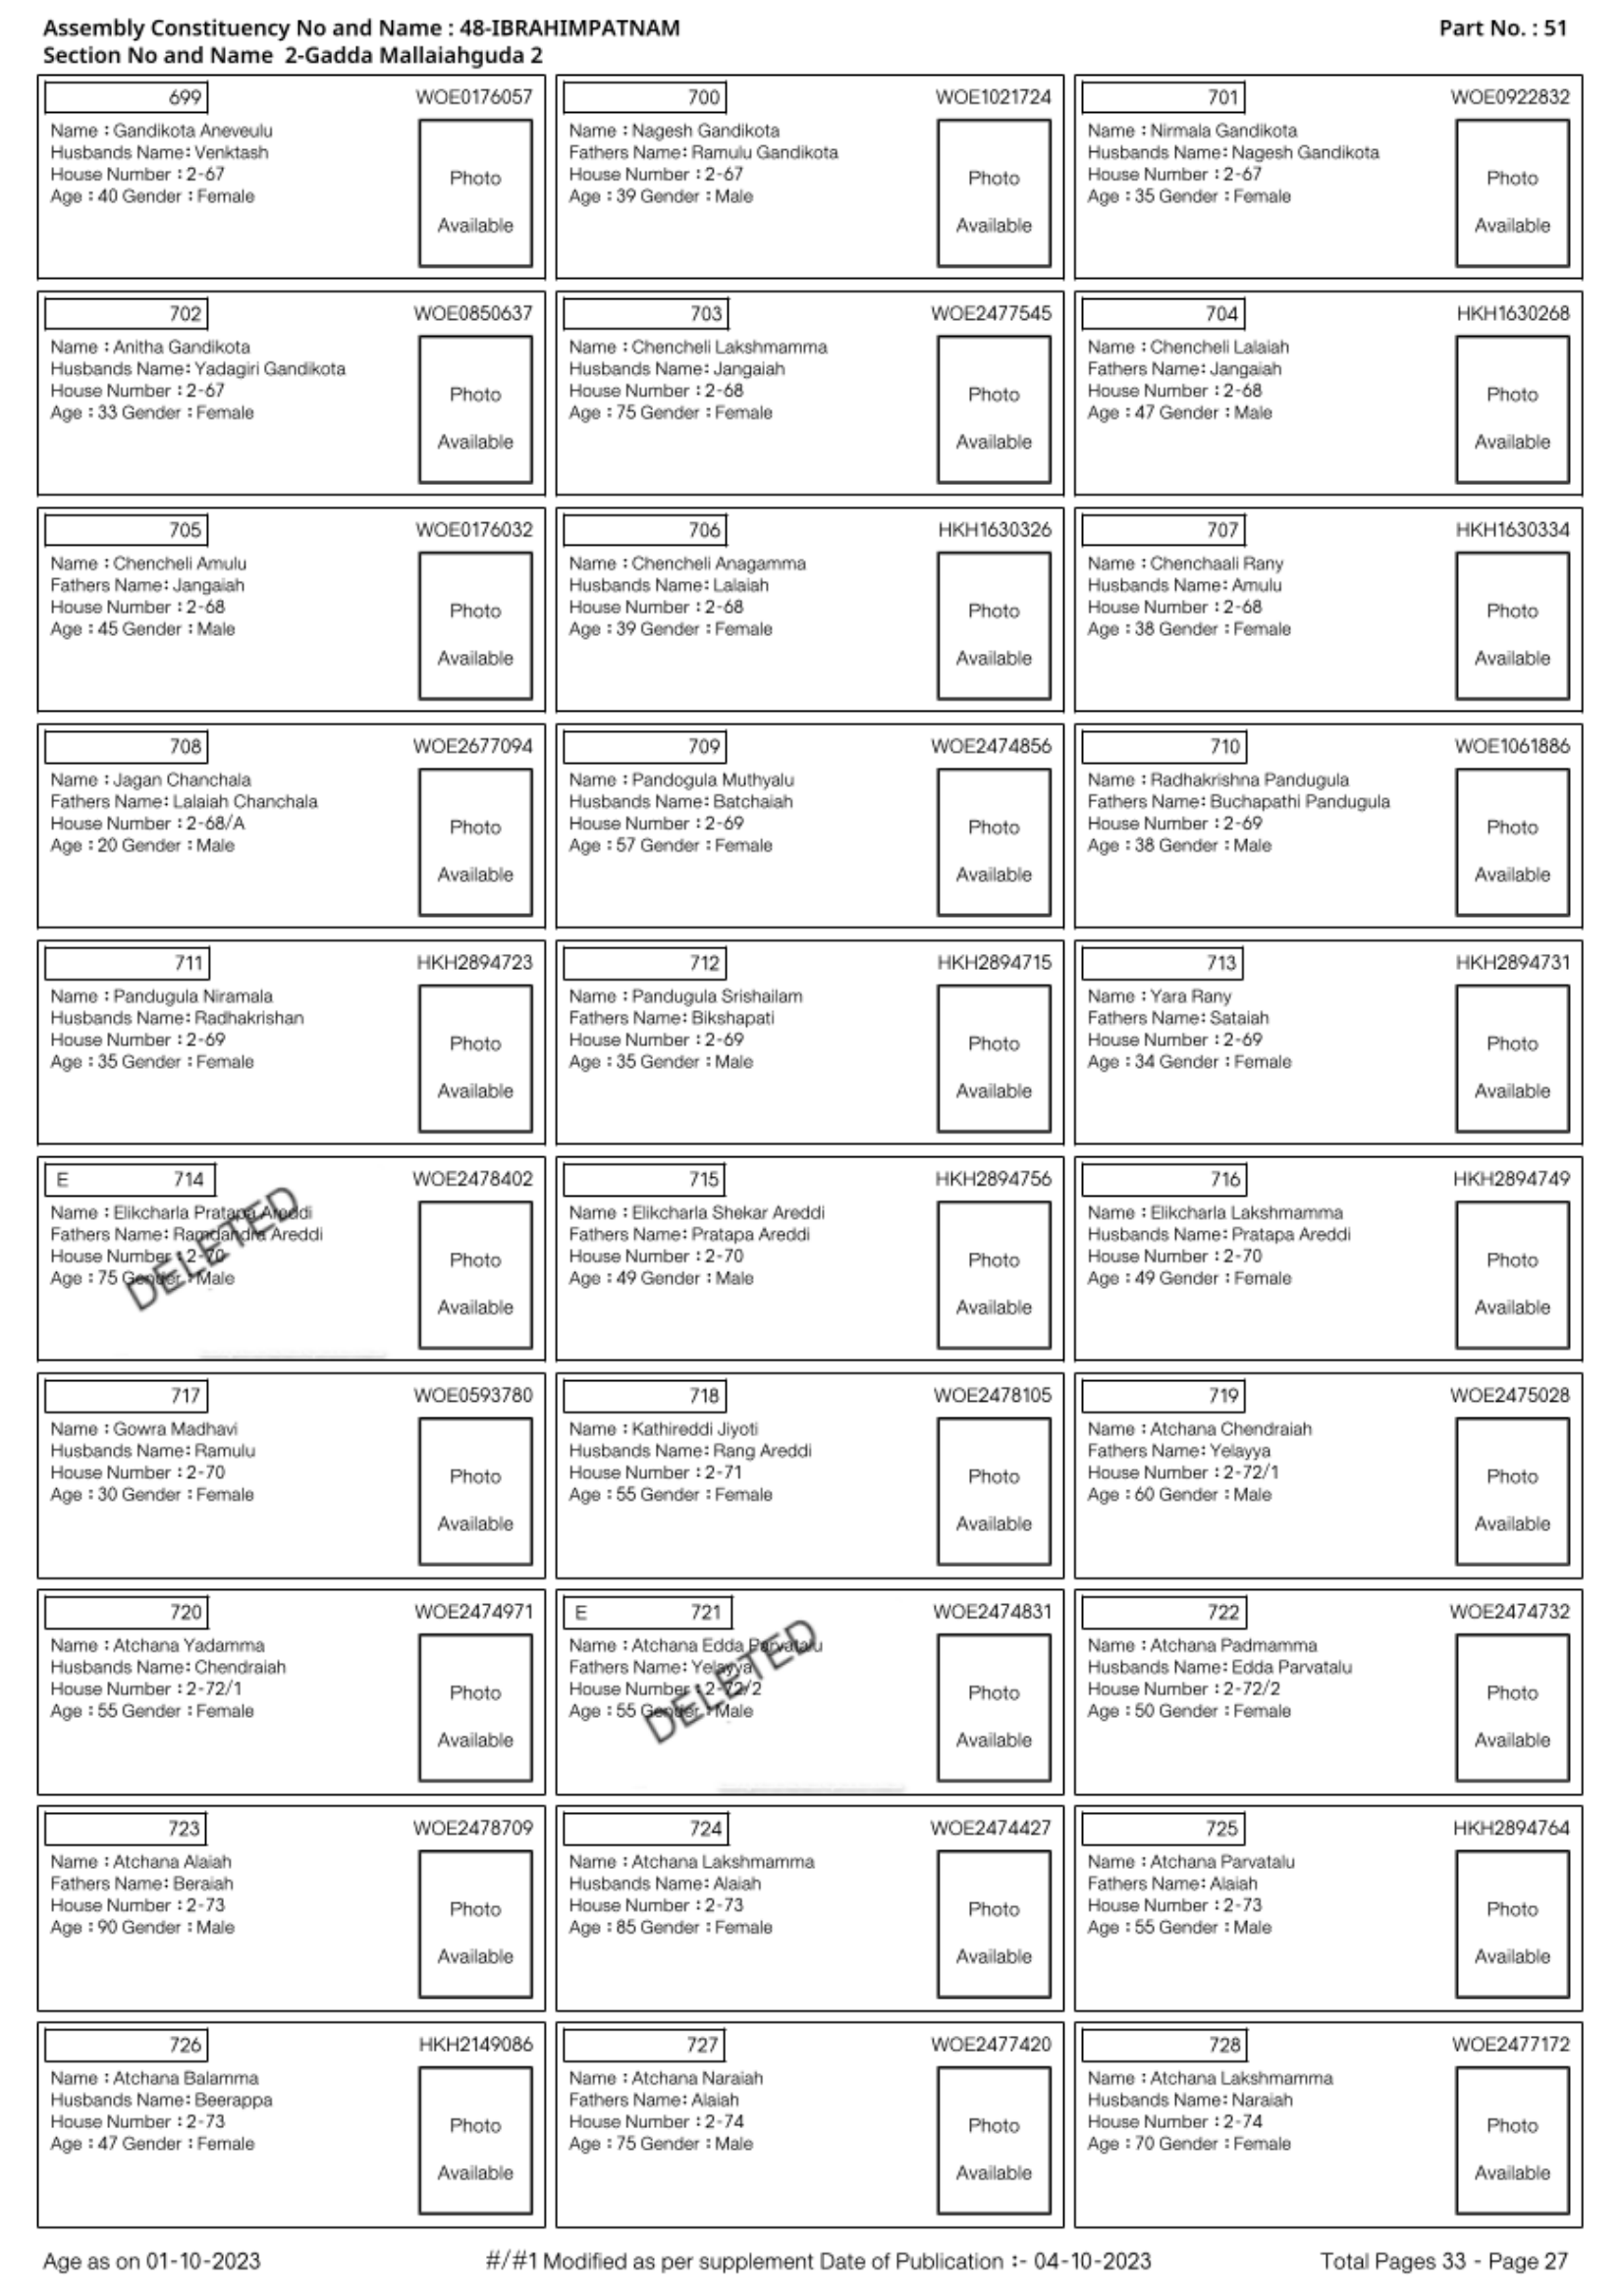 Assembly Constituency No and Name : 48-IBRAHIMPATNAM Part No. : 51
Section No and Name 2-Gadda Mallaiahguda 2
699 WOE0176057
Name : Gandikota Aneveulu
Husbands Name: Venktash
House Number : 2-67
Age : 40 Gender : Female
Photo
Available
700 WOE1021724
Name : Nagesh Gandikota
Fathers Name: Ramulu Gandikota
House Number : 2-67
Age : 39 Gender : Male
Photo
Available
701 WOE0922832
Name : Nirmala Gandikota
Husbands Name: Nagesh Gandikota
House Number : 2-67
Age : 35 Gender : Female
Photo
Available
702 WOE0850637
Name : Anitha Gandikota
Husbands Name: Yadagiri Gandikota
House Number : 2-67
Age : 33 Gender : Female
Photo
Available
703 WOE2477545
Name : Chencheli Lakshmamma
Husbands Name: Jangaiah
House Number : 2-68
Age : 75 Gender : Female
Photo
Available
704 HKH1630268
Name : Chencheli Lalaiah
Fathers Name: Jangaiah
House Number : 2-68
Age : 47 Gender : Male
Photo
Available
705 WOE0176032
Name : Chencheli Amulu
Fathers Name: Jangaiah
House Number : 2-68
Age : 45 Gender : Male
Photo
Available
706 HKH1630326
Name : Chencheli Anagamma
Husbands Name: Lalaiah
House Number : 2-68
Age : 39 Gender : Female
Photo
Available
707 HKH1630334
Name : Chenchaali Rany
Husbands Name: Amulu
House Number : 2-68
Age : 38 Gender : Female
Photo
Available
708 WOE2677094
Name : Jagan Chanchala
Fathers Name: Lalaiah Chanchala
House Number : 2-68/A
Age : 20 Gender : Male
Photo
Available
709 WOE2474856
Name : Pandogula Muthyalu
Husbands Name: Batchaiah
House Number : 2-69
Age : 57 Gender : Female
Photo
Available
710 WOE1061886
Name : Radhakrishna Pandugula
Fathers Name: Buchapathi Pandugula
House Number : 2-69
Age : 38 Gender : Male
Photo
Available
711 HKH2894723
Name : Pandugula Niramala
Husbands Name: Radhakrishan
House Number : 2-69
Age : 35 Gender : Female
Photo
Available
712 HKH2894715
Name : Pandugula Srishailam
Fathers Name: Bikshapati
House Number : 2-69
Age : 35 Gender : Male
Photo
Available
713 HKH2894731
Name : Yara Rany
Fathers Name: Sataiah
House Number : 2-69
Age : 34 Gender : Female
Photo
Available
E 714 WOE2478402
Name : Elikcharla Pratapa Areddi
Fathers Name: Ramdandra Areddi
House Number : 2-70
Age : 75 Gender : Male
DELETED
Photo
Available
715 HKH2894756
Name : Elikcharla Shekar Areddi
Fathers Name: Pratapa Areddi
House Number : 2-70
Age : 49 Gender : Male
Photo
Available
716 HKH2894749
Name : Elikcharla Lakshmamma
Husbands Name: Pratapa Areddi
House Number : 2-70
Age : 49 Gender : Female
Photo
Available
717 WOE0593780
Name : Gowra Madhavi
Husbands Name: Ramulu
House Number : 2-70
Age : 30 Gender : Female
Photo
Available
718 WOE2478105
Name : Kathireddi Jiyoti
Husbands Name: Rang Areddi
House Number : 2-71
Age : 55 Gender : Female
Photo
Available
719 WOE2475028
Name : Atchana Chendraiah
Fathers Name: Yelayya
House Number : 2-72/1
Age : 60 Gender : Male
Photo
Available
720 WOE2474971
Name : Atchana Yadamma
Husbands Name: Chendraiah
House Number : 2-72/1
Age : 55 Gender : Female
Photo
Available
E 721 WOE2474831
Name : Atchana Edda Parvatalu
Fathers Name: Yelayya
House Number : 2-72/2
Age : 55 Gender : Male
DELETED
Photo
Available
722 WOE2474732
Name : Atchana Padmamma
Husbands Name: Edda Parvatalu
House Number : 2-72/2
Age : 50 Gender : Female
Photo
Available
723 WOE2478709
Name : Atchana Alaiah
Fathers Name: Beraiah
House Number : 2-73
Age : 90 Gender : Male
Photo
Available
724 WOE2474427
Name : Atchana Lakshmamma
Husbands Name: Alaiah
House Number : 2-73
Age : 85 Gender : Female
Photo
Available
725 HKH2894764
Name : Atchana Parvatalu
Fathers Name: Alaiah
House Number : 2-73
Age : 55 Gender : Male
Photo
Available
726 HKH2149086
Name : Atchana Balamma
Husbands Name: Beerappa
House Number : 2-73
Age : 47 Gender : Female
Photo
Available
727 WOE2477420
Name : Atchana Naraiah
Fathers Name: Alaiah
House Number : 2-74
Age : 75 Gender : Male
Photo
Available
728 WOE2477172
Name : Atchana Lakshmamma
Husbands Name: Naraiah
House Number : 2-74
Age : 70 Gender : Female
Photo
Available
Age as on 01-10-2023 #/#1 Modified as per supplement Date of Publication :- 04-10-2023 Total Pages 33 - Page 27